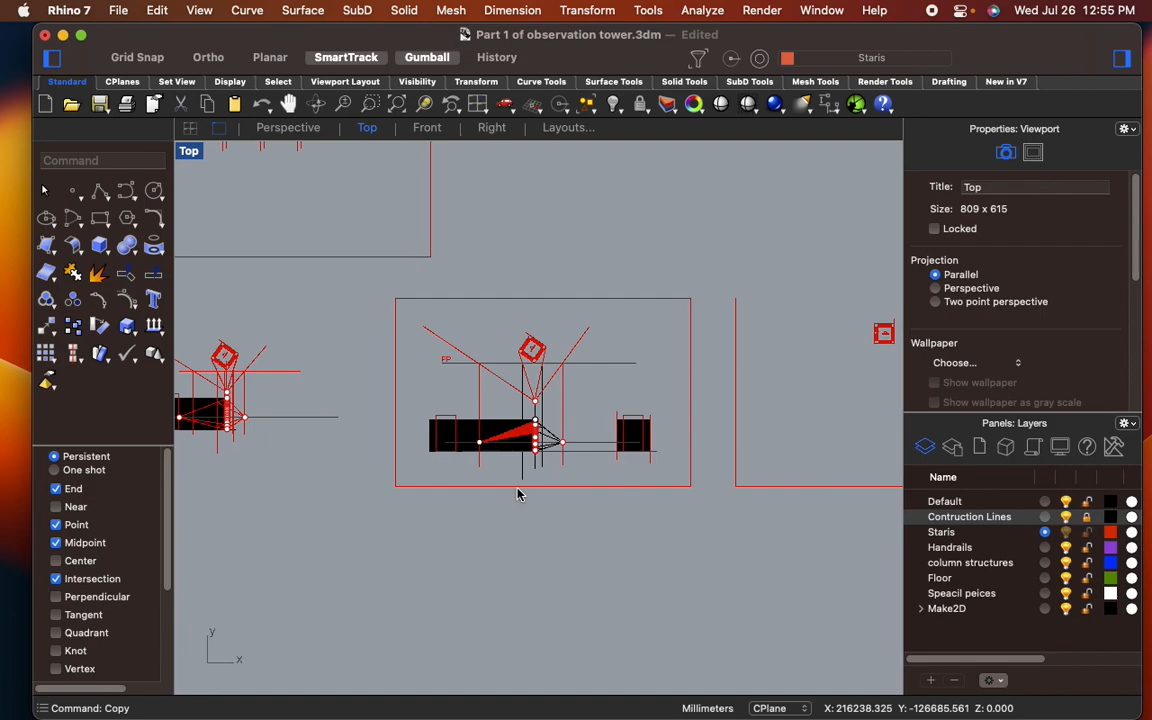 Rhino 7 File Edit View Curve Surface SubD Solid Mesh Dimension Transform Tools Analyze Render Window Help Wed Jul 26 12:55 PM
Part 1 of observation tower.3dm — Edited
Grid Snap Ortho Planar SmartTrack Gumball History Staris
Standard CPlanes Set View Display Select Viewport Layout Visibility Transform Curve Tools Surface Tools Solid Tools SubD Tools Mesh Tools Render Tools Drafting New in V7
Perspective Top Front Right Layouts...
Properties: Viewport
Top
Command
Title: Top
Size: 809 x 615
Locked
Projection
Parallel
Perspective
Two point perspective
Wallpaper
Choose...
Show wallpaper
Show wallpaper as gray scale
PP
Panels: Layers
Name
Default
Contruction Lines
Staris
Handrails
column structures
Floor
Speacil peices
Make2D
Persistent
One shot
End
Near
Point
Midpoint
Center
Intersection
Perpendicular
Tangent
Quadrant
Knot
Vertex
y
x
Command: Copy Millimeters CPlane X: 216238.325 Y: -126685.561 Z: 0.000